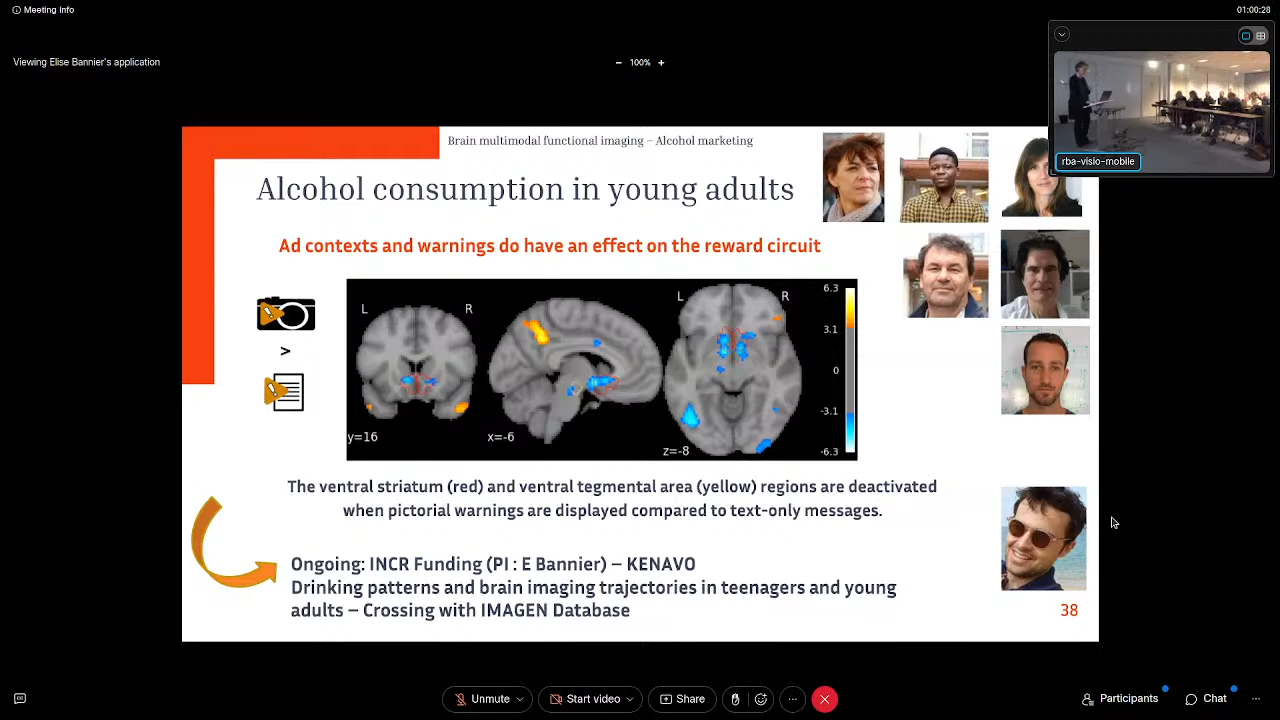 Meeting Info
01:00:28
Viewing Elise Bannier's application
100%
rba-visio-mobile
Brain multimodal functional imaging – Alcohol marketing
Alcohol consumption in young adults
Ad contexts and warnings do have an effect on the reward circuit
>
L
R
y=16
x=-6
L
R
z=-8
6.3
3.1
0
-3.1
-6.3
The ventral striatum (red) and ventral tegmental area (yellow) regions are deactivated
when pictorial warnings are displayed compared to text-only messages.
Ongoing: INCR Funding (PI : E Bannier) – KENAVO
Drinking patterns and brain imaging trajectories in teenagers and young
adults – Crossing with IMAGEN Database
38
Unmute
Start video
Share
Participants
Chat